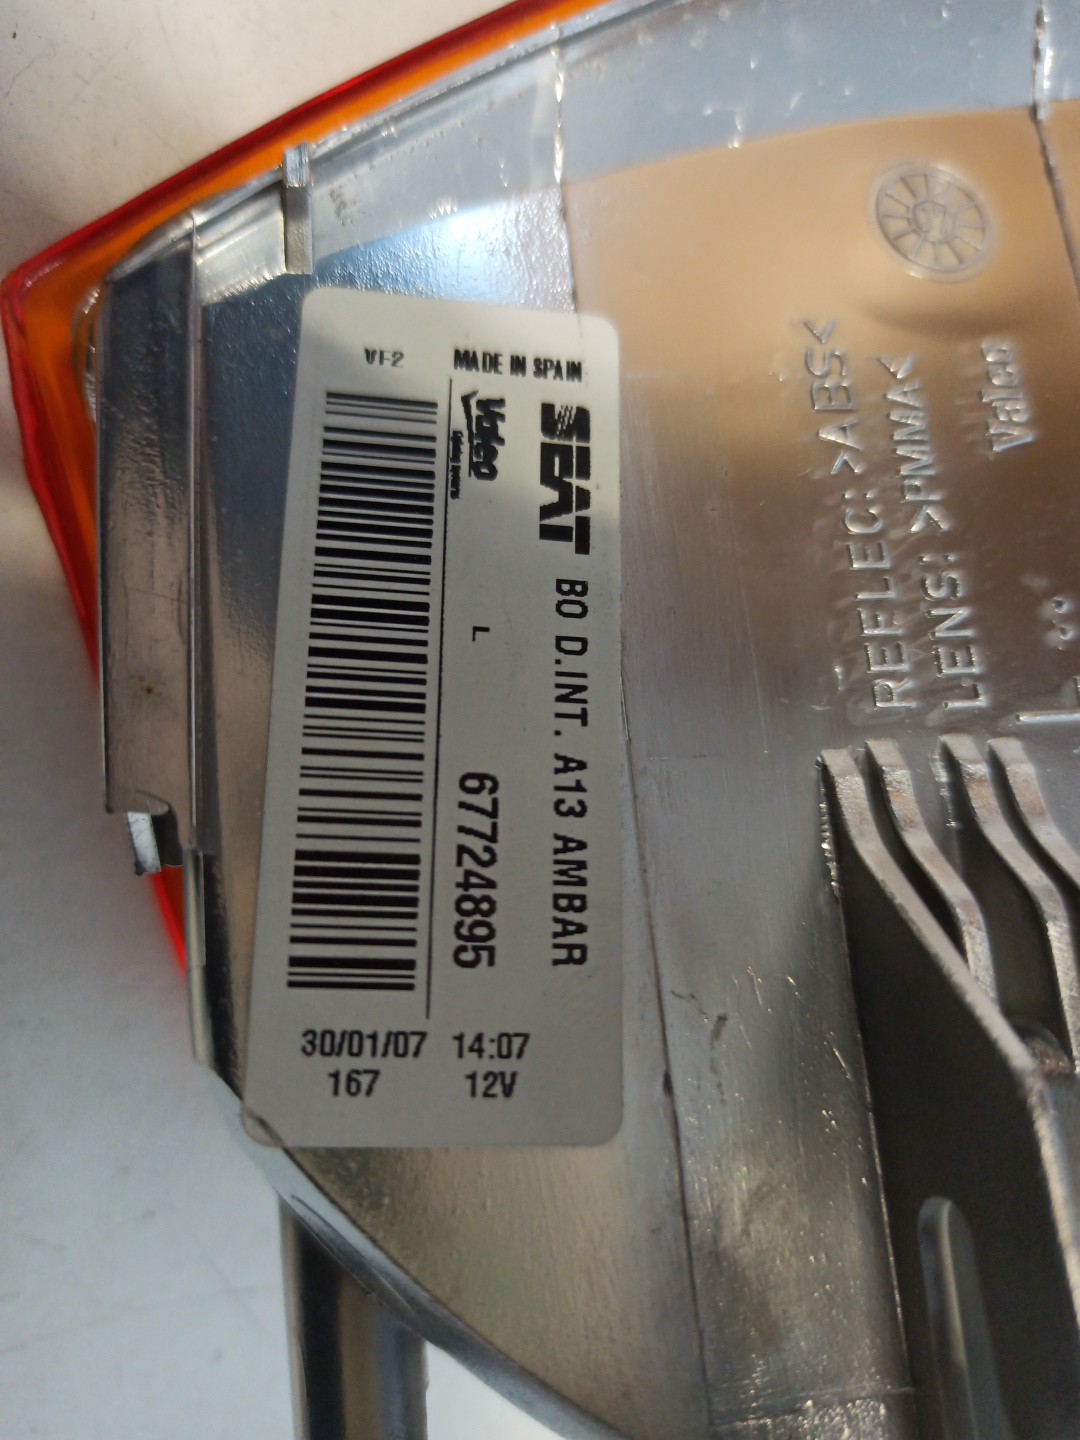 VF2 MADE IN SPAIN
Valeo
SEAT
BO D.INT. A13 AMBAR
L
67724895
30/01/07 14:07
167 12V
REFLEC: >ABS<
LENS: >PMMA<
Valeo